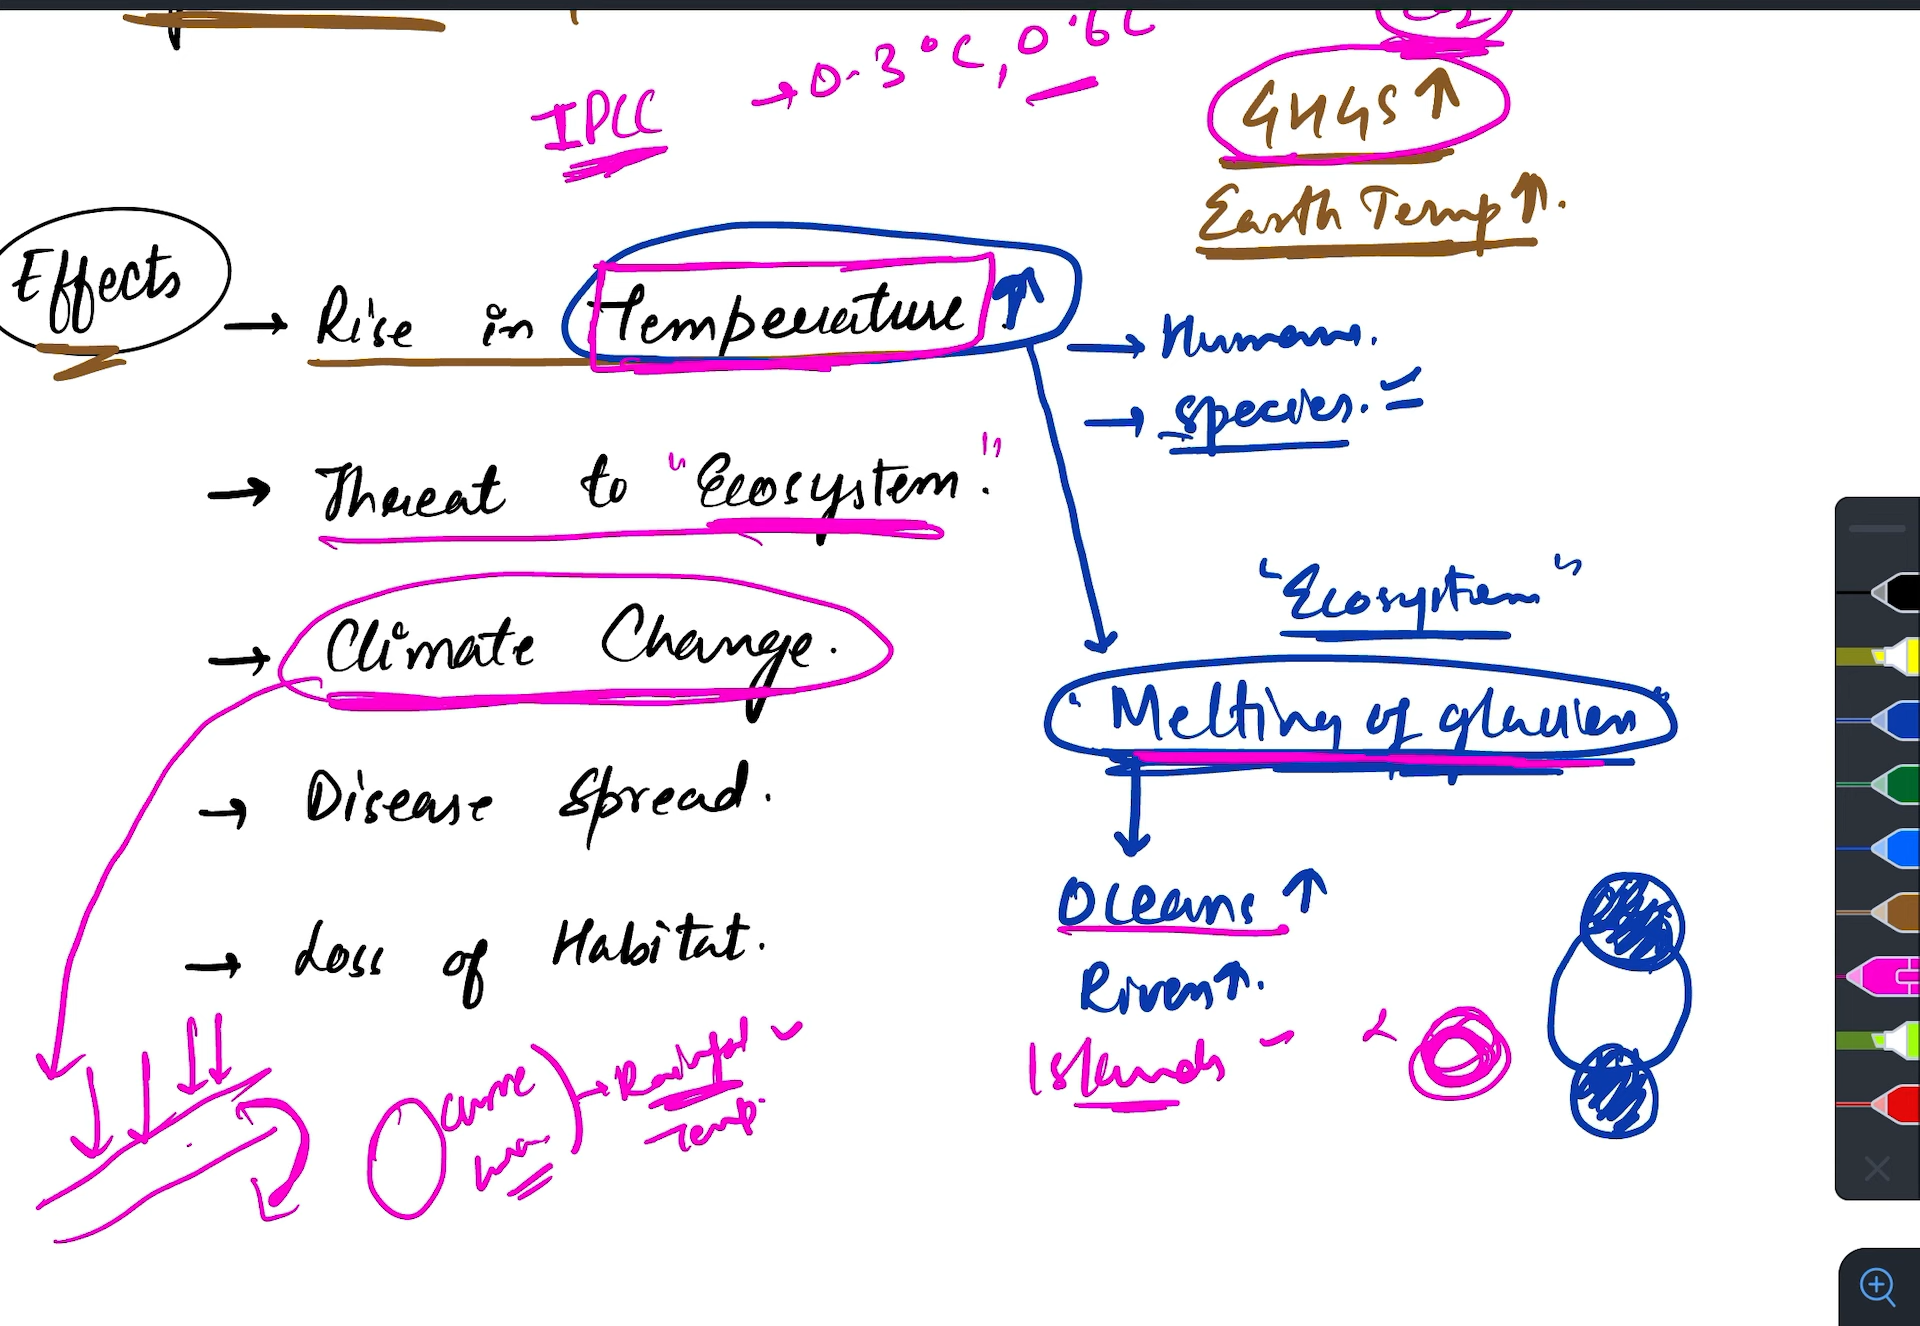 IPCC → 0.3°C, 0.6C
GHGS ↑
Earth Temp ↑.
Effects
→ Rise in Temperature ↑
→ Humans.
→ Species.
→ Threat to "Ecosystem."
→ Climate Change.
"Ecosystem"
"Melting of glaciers"
→ Disease Spread.
→ Loss of Habitat.
Oceans ↑
Rivers ↑.
Islands -
→ Rainfall
Temp.